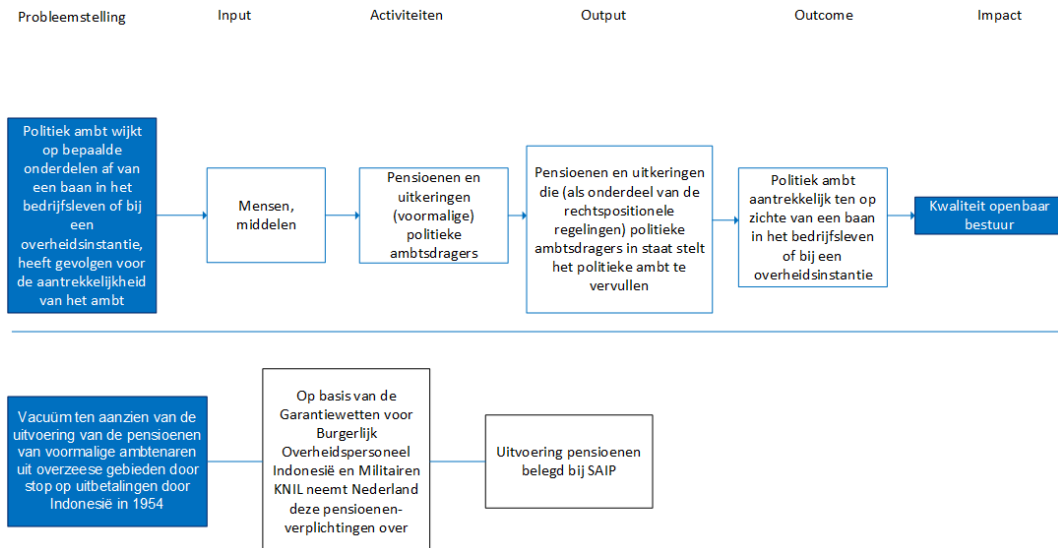 Probleemstelling
Input
Activiteiten
Output
Outcome
Impact
Politiek ambt wijkt
op bepaalde
onderdelen af van
een baan in het
bedrijfsleven of bij
een
overheidsinstantie,
heeft gevolgen voor
de aantrekkelijkheid
van het ambt
Mensen,
middelen
Pensioenen en
uitkeringen
(voormalige)
politieke
ambtsdragers
Pensioenen en uitkeringen
die (als onderdeel van de
rechtspositionele
regelingen) politieke
ambtsdragers in staat stelt
het politieke ambt te
vervullen
Politiek ambt
aantrekkelijk ten op
zichte van een baan
in het bedrijfsleven
of bij een
overheidsinstantie
Kwaliteit openbaar
bestuur
Vacuüm ten aanzien van de
uitvoering van de pensioenen
van voormalige ambtenaren
uit overzeese gebieden door
stop op uitbetalingen door
Indonesië in 1954
Op basis van de
Garantiewetten voor
Burgerlijk
Overheidspersoneel
Indonesië en Militairen
KNIL neemt Nederland
deze pensioenen-
verplichtingen over
Uitvoering pensioenen
belegd bij SAIP